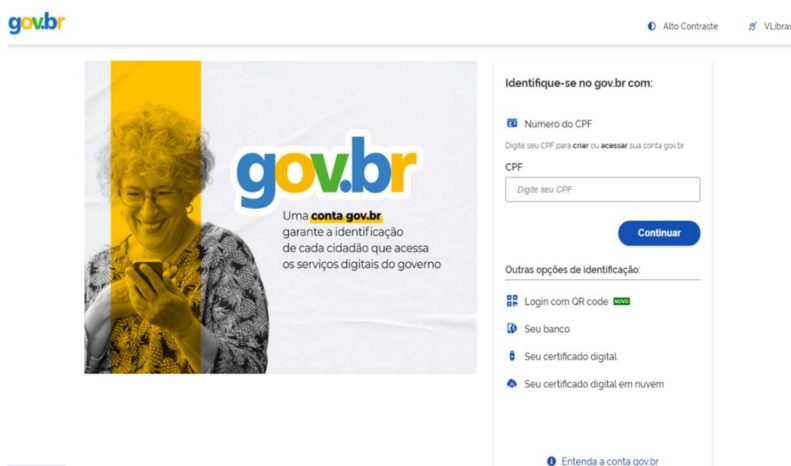 gov.br
Alto Contraste
VLibras
gov.br
Uma conta gov.br
garante a identificação
de cada cidadão que acessa
os serviços digitais do governo
Identifique-se no gov.br com:
Número do CPF
Digite seu CPF para criar ou acessar sua conta gov.br
CPF
Digite seu CPF
Continuar
Outras opções de identificação:
Login com QR code NOVO
Seu banco
Seu certificado digital
Seu certificado digital em nuvem
Entenda a conta gov.br